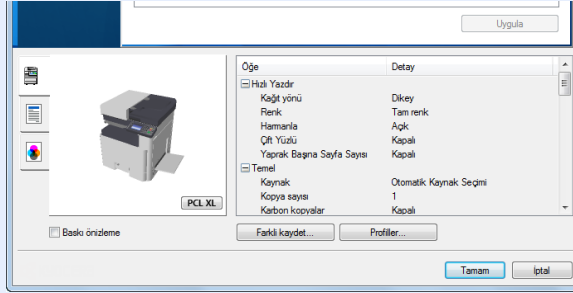 Uygula
Öğe Detay
Hızlı Yazdır
Kağıt yönü Dikey
Renk Tam renk
Harmanla Açık
Çift Yüzlü Kapalı
Yaprak Başına Sayfa Sayısı Kapalı
Temel
Kaynak Otomatik Kaynak Seçimi
Kopya sayısı 1
Karbon kopyalar Kapalı
PCL XL
Baskı önizleme
Farkli kaydet... Profiller...
Tamam İptal